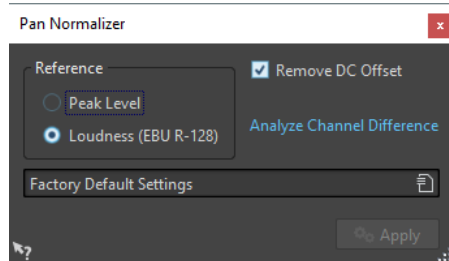 Pan Normalizer
x
Reference
Remove DC Offset
Peak Level
Loudness (EBU R-128)
Analyze Channel Difference
Factory Default Settings
Apply
?